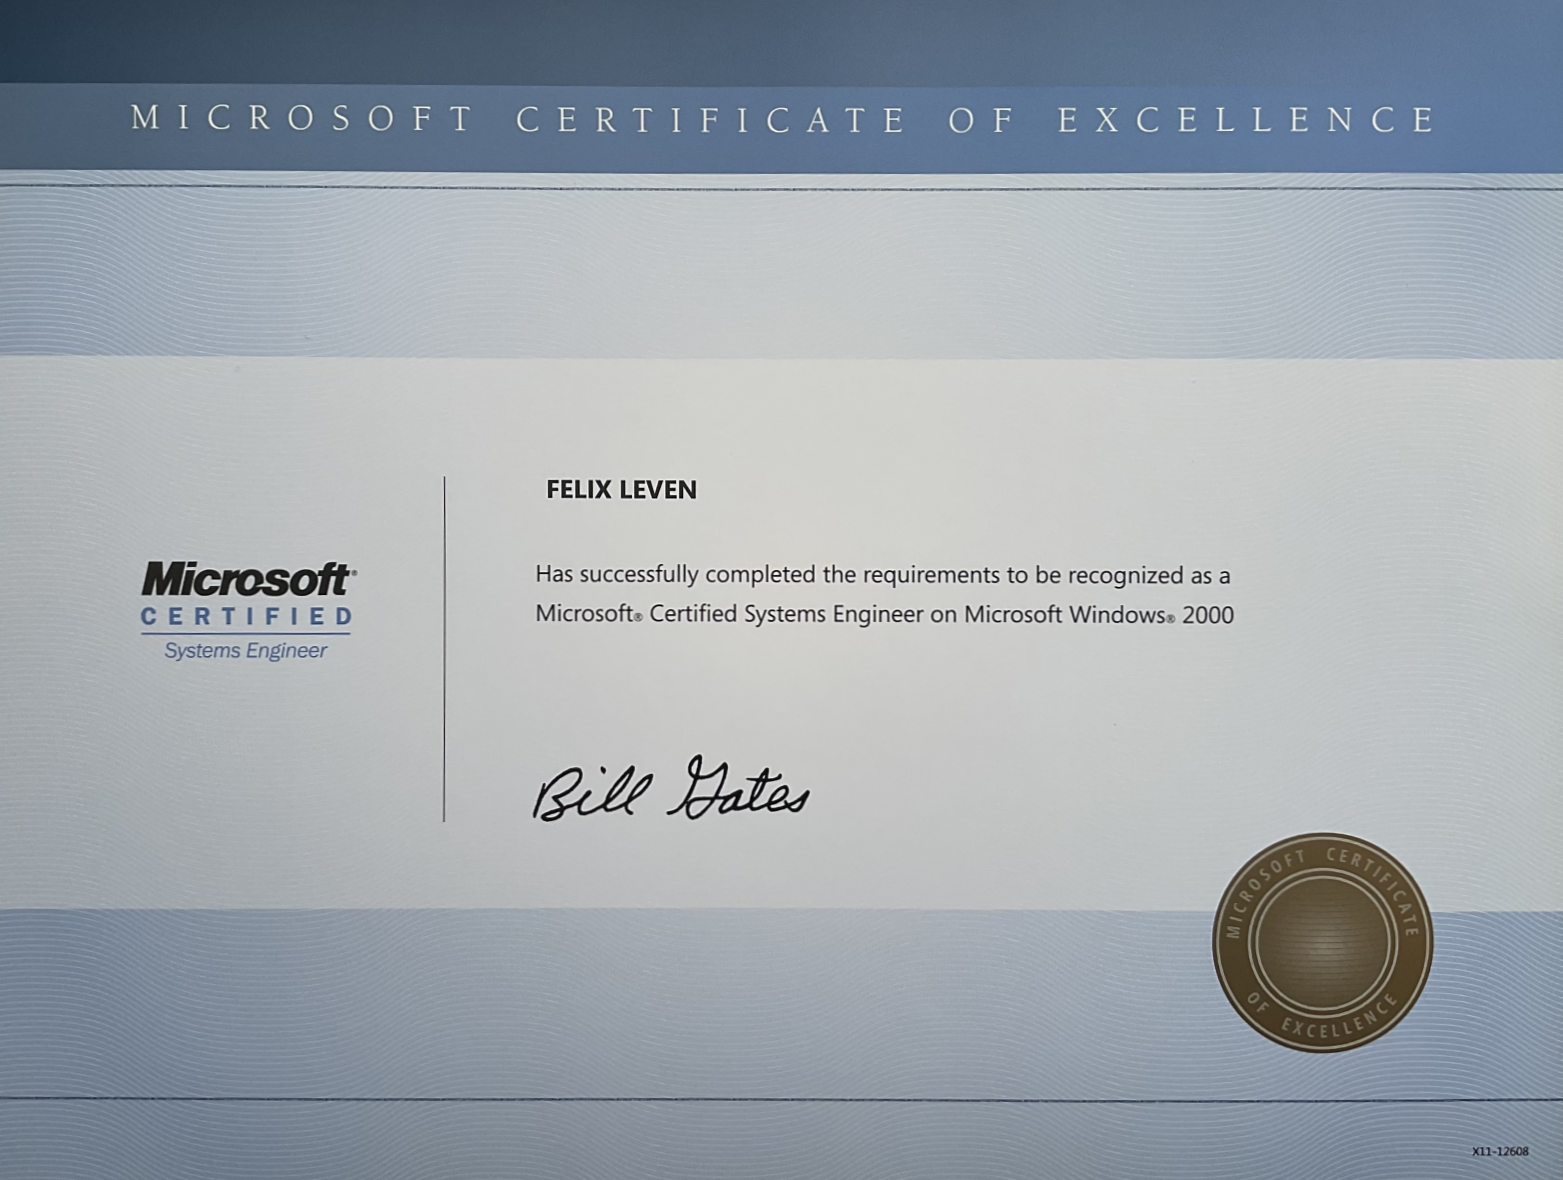 MICROSOFT CERTIFICATE OF EXCELLENCE
FELIX LEVEN
Has successfully completed the requirements to be recognized as a
Microsoft® Certified Systems Engineer on Microsoft Windows® 2000
Microsoft®
CERTIFIED
Systems Engineer
Bill Gates
MICROSOFT CERTIFICATE
OF EXCELLENCE
X11-12608